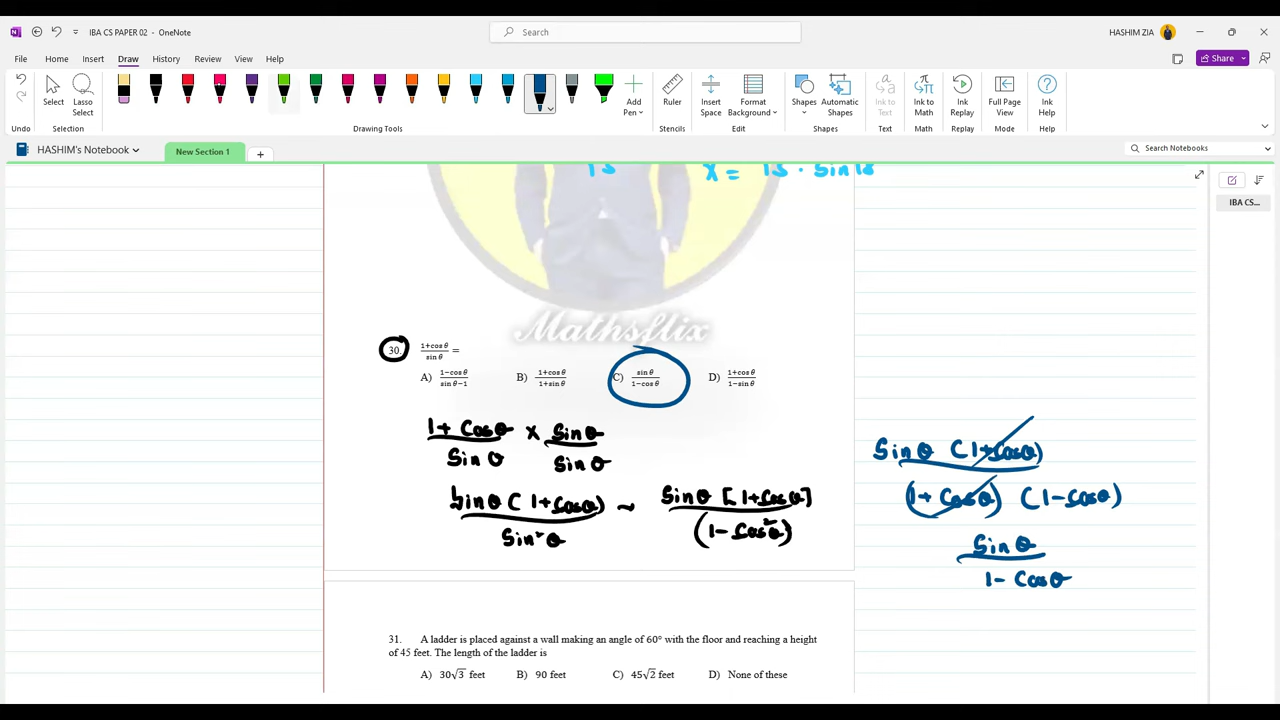 IBA CS PAPER 02 - OneNote
Search
HASHIM ZIA
File Home Insert Draw History Review View Help
Share
Select
Lasso Select
Add Pen
Ruler
Insert Space
Format Background
Shapes
Automatic Shapes
Ink to Text
Ink to Math
Ink Replay
Full Page View
Ink Help
Undo Selection Drawing Tools Stencils Edit Shapes Text Math Replay Mode Help
HASHIM's Notebook New Section 1 + Search Notebooks
IBA CS...
15 x = 15 . Sin18
Mathsflix
30. 1+cos θ / sin θ =
A) 1−cos θ / sin θ−1 B) 1+cos θ / 1+sin θ C) sin θ / 1−cos θ D) 1+cos θ / 1−sin θ
1 + Cosθ / Sinθ × Sinθ / Sinθ
Sinθ ( 1+Cosθ) / Sin²θ ~ Sinθ [ 1+Cosθ] / (1− Cos²θ)
Sinθ (1+Cosθ) / (1+ Cosθ) (1−Cosθ)
Sinθ / 1− Cosθ
31. A ladder is placed against a wall making an angle of 60° with the floor and reaching a height
of 45 feet. The length of the ladder is
A) 30√3 feet B) 90 feet C) 45√2 feet D) None of these